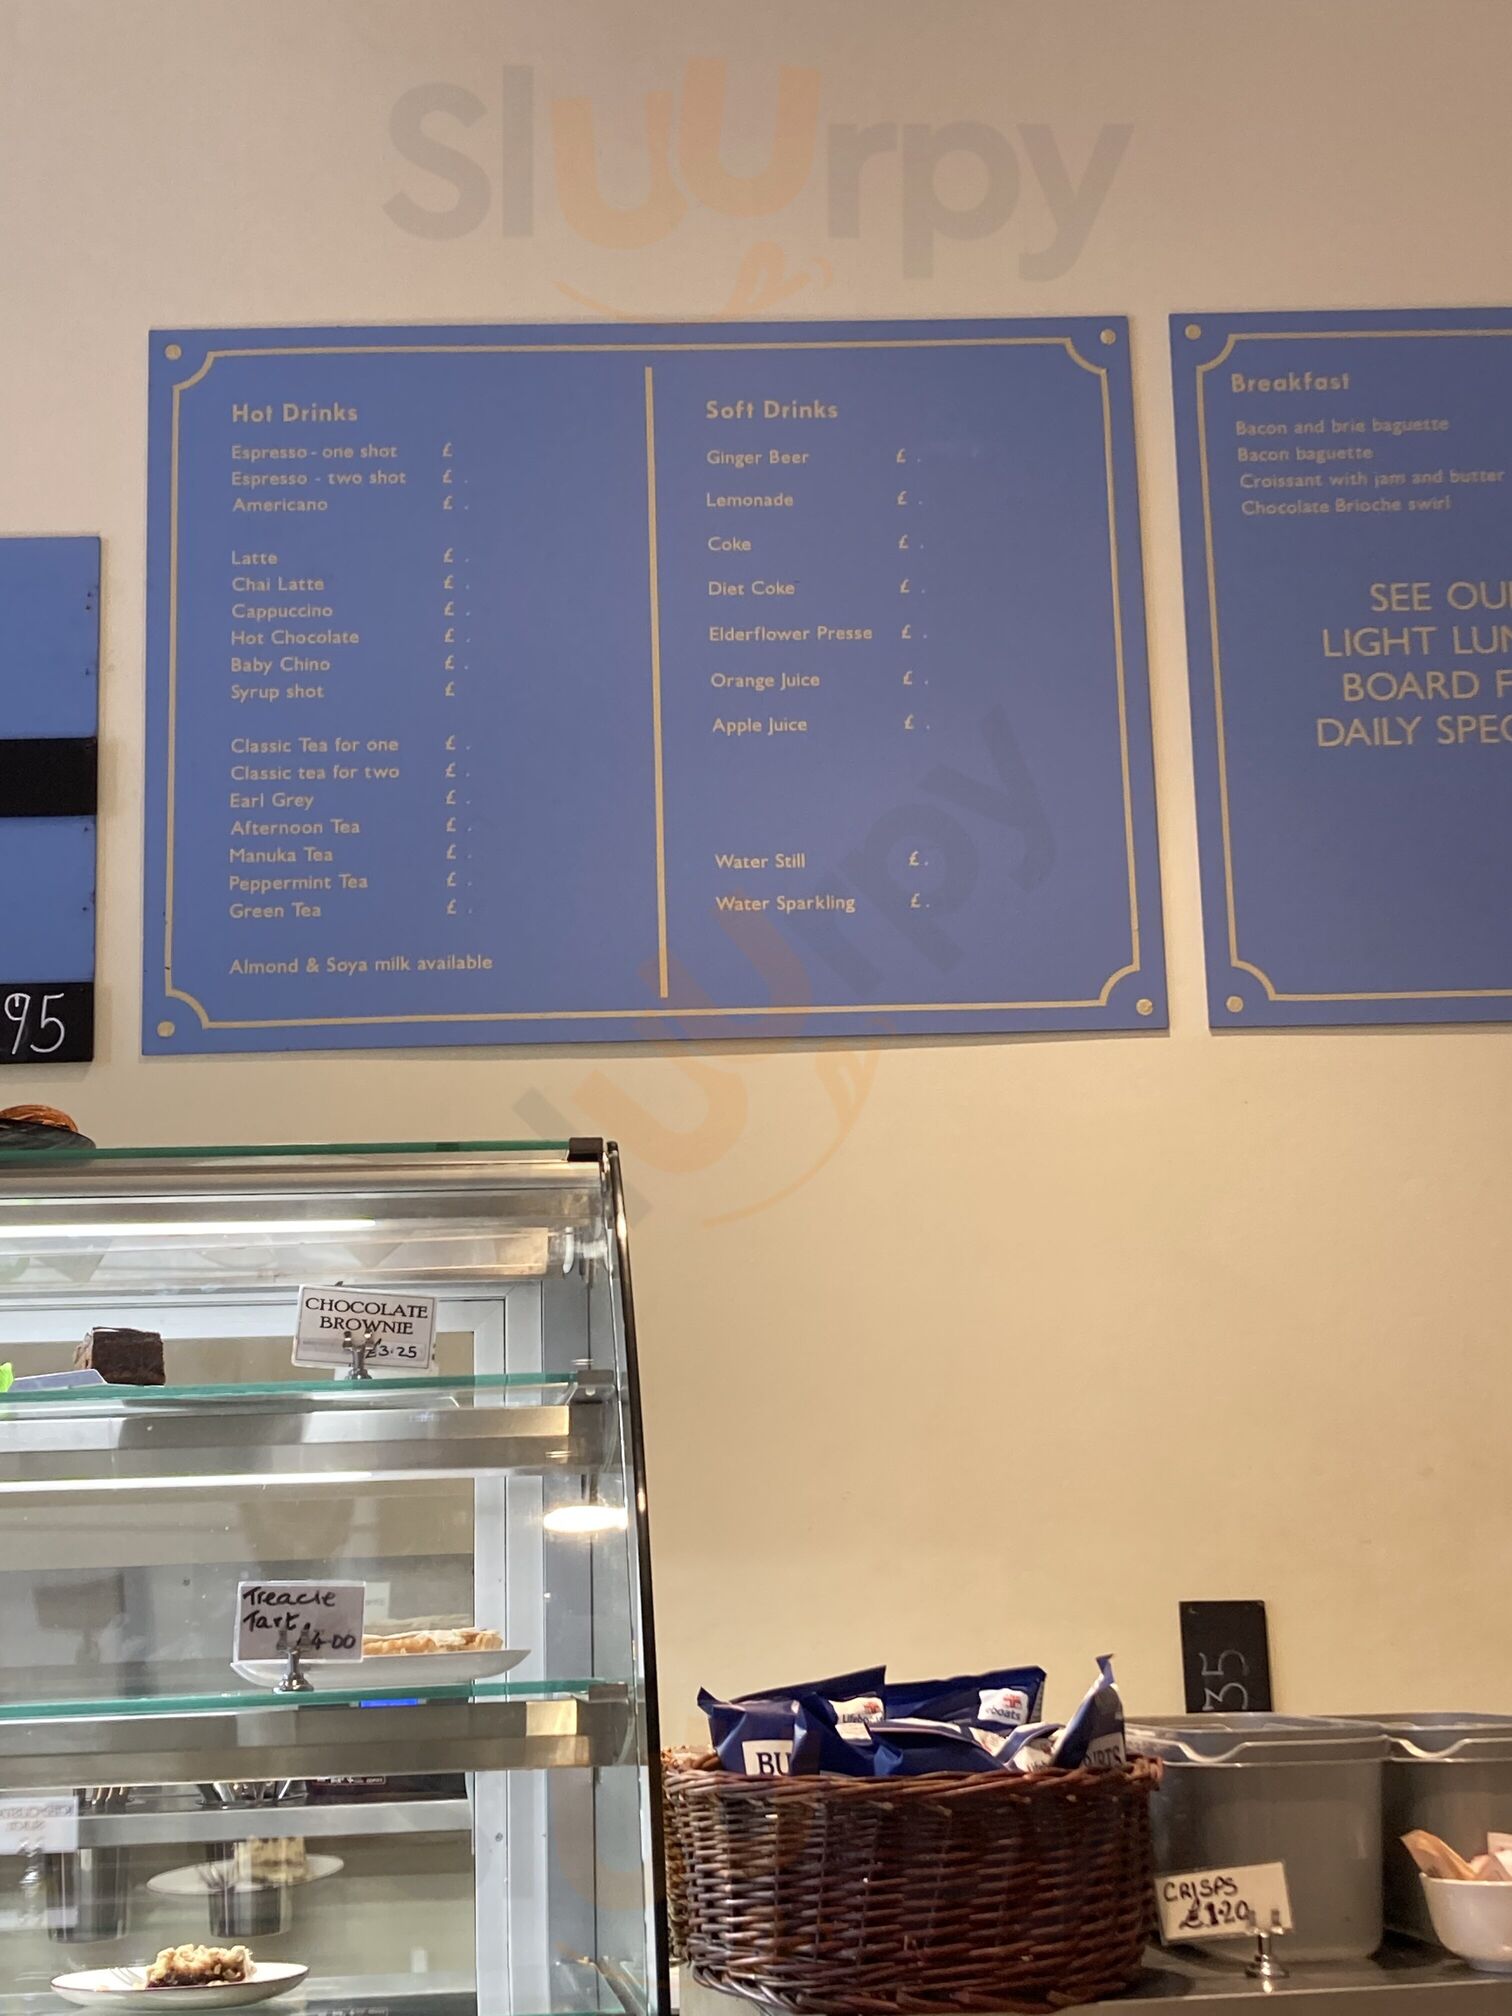 Sluurpy
Hot Drinks
Espresso - one shot £
Espresso - two shot £ .
Americano £ .
Latte £ .
Chai Latte £ .
Cappuccino £ .
Hot Chocolate £ .
Baby Chino £ .
Syrup shot £
Classic Tea for one £ .
Classic tea for two £ .
Earl Grey £ .
Afternoon Tea £ .
Manuka Tea £ .
Peppermint Tea £ .
Green Tea £ .
Almond & Soya milk available
Soft Drinks
Ginger Beer £ .
Lemonade £ .
Coke £ .
Diet Coke £ .
Elderflower Presse £ .
Orange Juice £ .
Apple Juice £ .
Water Still £.
Water Sparkling £.
Breakfast
Bacon and brie baguette
Bacon baguette
Croissant with jam and butter
Chocolate Brioche swirl
SEE OU
LIGHT LUN
BOARD F
DAILY SPEC
95
CHOCOLATE
BROWNIE
£3.25
Treacle
Tart.
£4.00
35
Lifeboats
boats
BU
CRISPS
£1.20